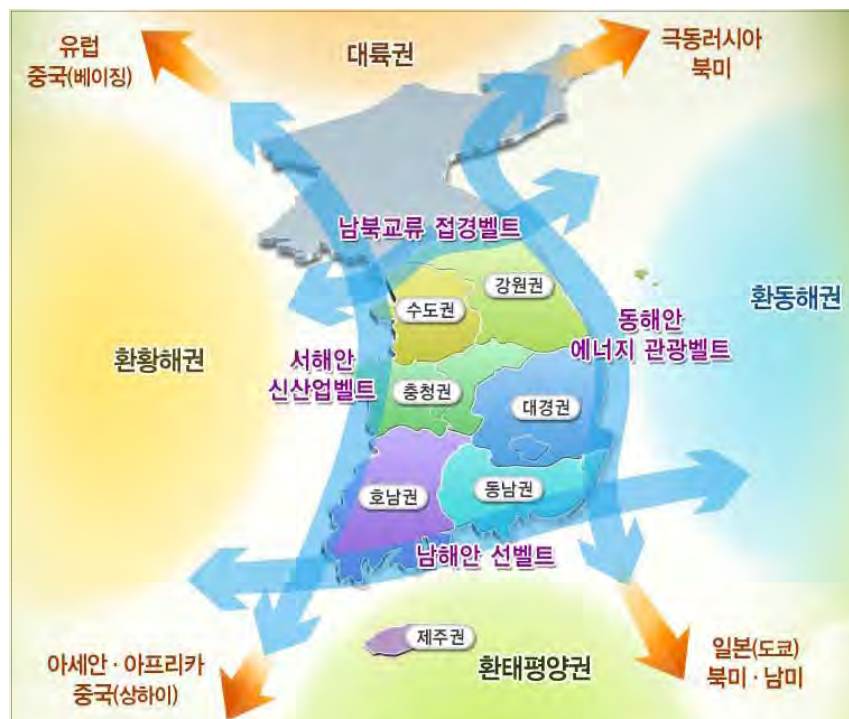 유럽
중국(베이징)
대륙권
극동러시아
북미
남북교류 접경벨트
강원권
수도권
환동해권
동해안
에너지 관광벨트
환황해권
서해안
신산업벨트
충청권
대경권
호남권
동남권
남해안 선벨트
제주권
환태평양권
아세안 · 아프리카
중국(상하이)
일본(도쿄)
북미 · 남미